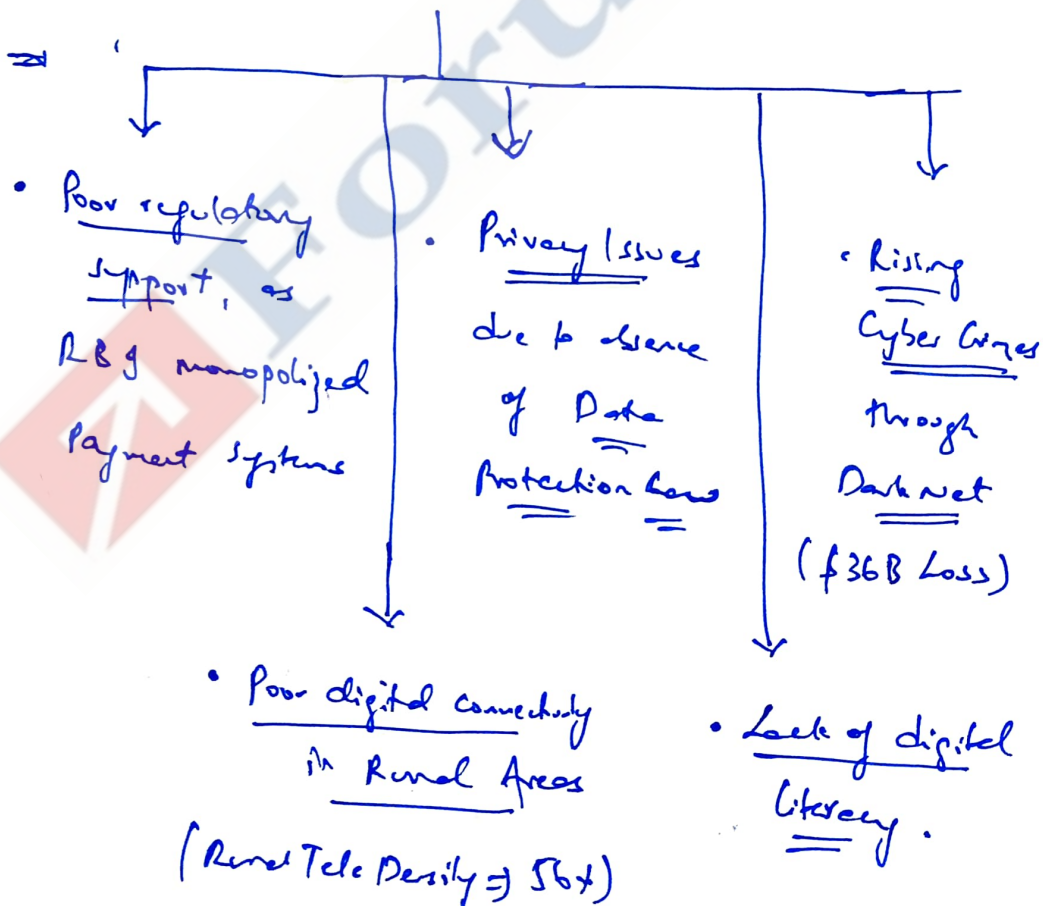 • Poor regulatory
support, as
RBI monopolized
Payment systems
• Privacy Issues
due to absence
of Data
Protection Laws
• Rising
Cyber Crimes
through
Dark net
($36B Loss)
• Poor digital connectivity
in Rural Areas
(Rural Tele Density ⇒ 56%)
• Lack of digital
literacy.
Foru